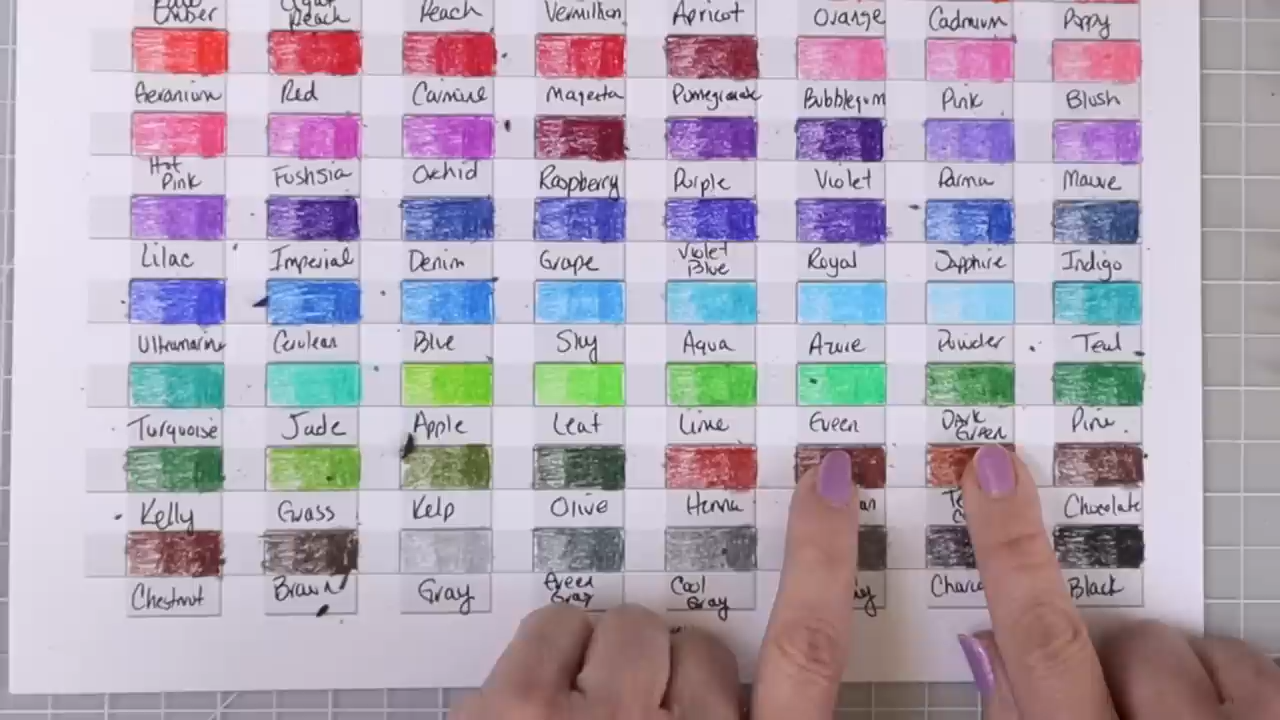 Peach Vermillion Apricot Orange Cadmium Poppy
Peach
Geranium Red Carmine Magenta Pomegranate Bubblegum Pink Blush
Hot Pink Fushsia Orchid Raspberry Purple Violet Parma Mauve
Lilac Imperial Denim Grape Violet Blue Royal Sapphire Indigo
Ultramarine Cerulean Blue Sky Aqua Azure Powder Teal
Turquoise Jade Apple Leaf Lime Green Dark Green Pine
Kelly Grass Kelp Olive Henna Chocolate
Chestnut Brown Gray Green Gray Cool Gray Black